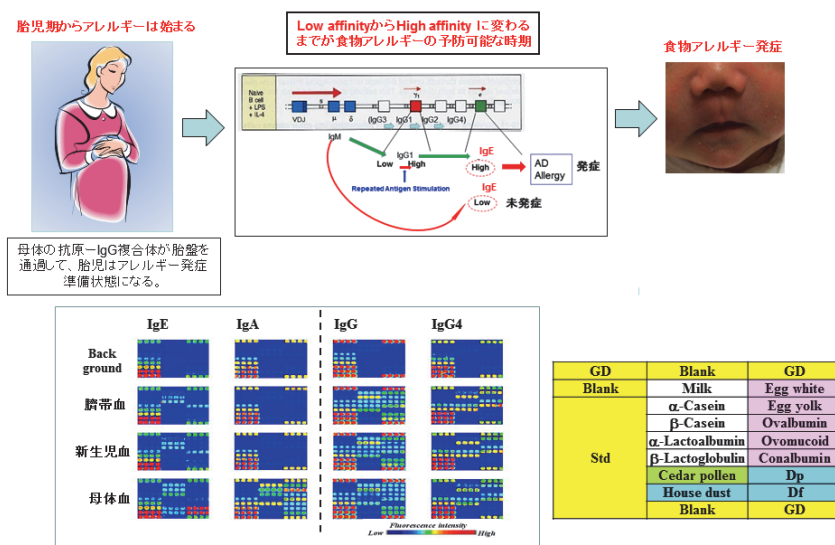 胎児期からアレルギーは始まる
Low affinityからHigh affinity に変わる
までが食物アレルギーの予防可能な時期
食物アレルギー発症
Naive
B cell
+ LPS
+ IL-4
s
γ1
ε
VDJ
μ
δ
(IgG3
IgG1
IgG2
IgG4)
IgM
IgG1
Low
High
Repeated Antigen Stimulation
IgE
High
AD
Allergy
発症
IgE
Low
未発症
母体の抗原ーIgG複合体が胎盤を
通過して、胎児はアレルギー発症
準備状態になる。
IgE
IgA
IgG
IgG4
Back
ground
臍帯血
新生児血
母体血
Fluorescence intensity
Low
High
GD Blank GD
Blank Milk Egg white
α-Casein Egg yolk
β-Casein Ovalbumin
α-Lactoalbumin Ovomucoid
Std β-Lactoglobulin Conalbumin
Cedar pollen Dp
House dust Df
Blank GD